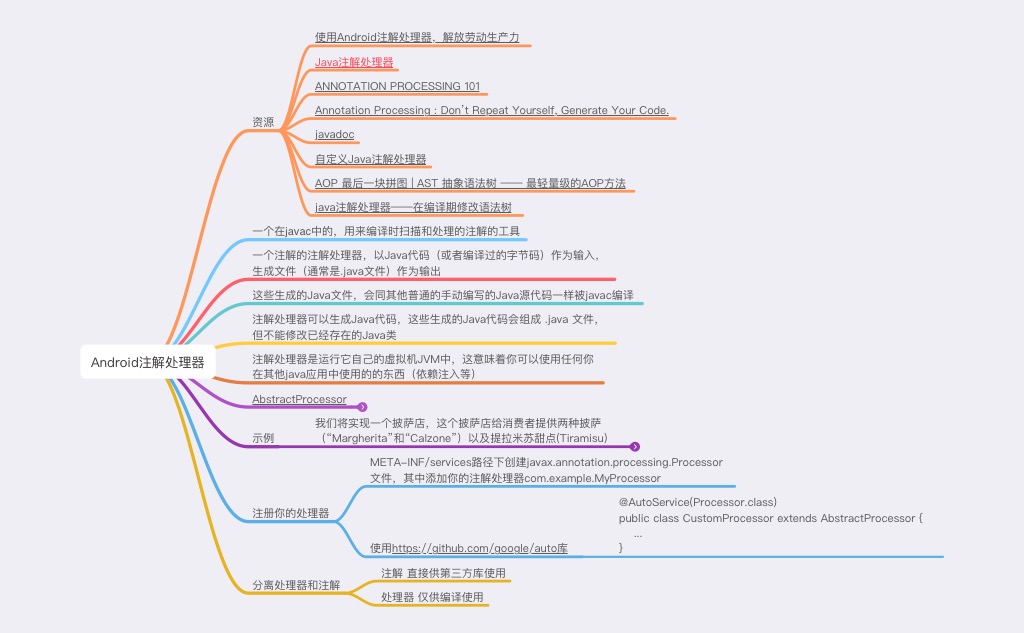 使用Android注解处理器，解放劳动生产力
Java注解处理器
ANNOTATION PROCESSING 101
Annotation Processing : Don't Repeat Yourself, Generate Your Code.
资源
javadoc
自定义Java注解处理器
AOP 最后一块拼图 | AST 抽象语法树 —— 最轻量级的AOP方法
java注解处理器——在编译期修改语法树
一个在javac中的，用来编译时扫描和处理的注解的工具
一个注解的注解处理器，以Java代码（或者编译过的字节码）作为输入，
生成文件（通常是.java文件）作为输出
这些生成的Java文件，会同其他普通的手动编写的Java源代码一样被javac编译
注解处理器可以生成Java代码，这些生成的Java代码会组成 .java 文件，
但不能修改已经存在的Java类
Android注解处理器
注解处理器是运行它自己的虚拟机JVM中，这意味着你可以使用任何你
在其他java应用中使用的的东西（依赖注入等）
AbstractProcessor
示例
我们将实现一个披萨店，这个披萨店给消费者提供两种披萨
（“Margherita”和“Calzone”）以及提拉米苏甜点(Tiramisu)
注册你的处理器
META-INF/services路径下创建javax.annotation.processing.Processor
文件，其中添加你的注解处理器com.example.MyProcessor
使用https://github.com/google/auto库
@AutoService(Processor.class)
public class CustomProcessor extends AbstractProcessor {
...
}
分离处理器和注解
注解 直接供第三方库使用
处理器 仅供编译使用